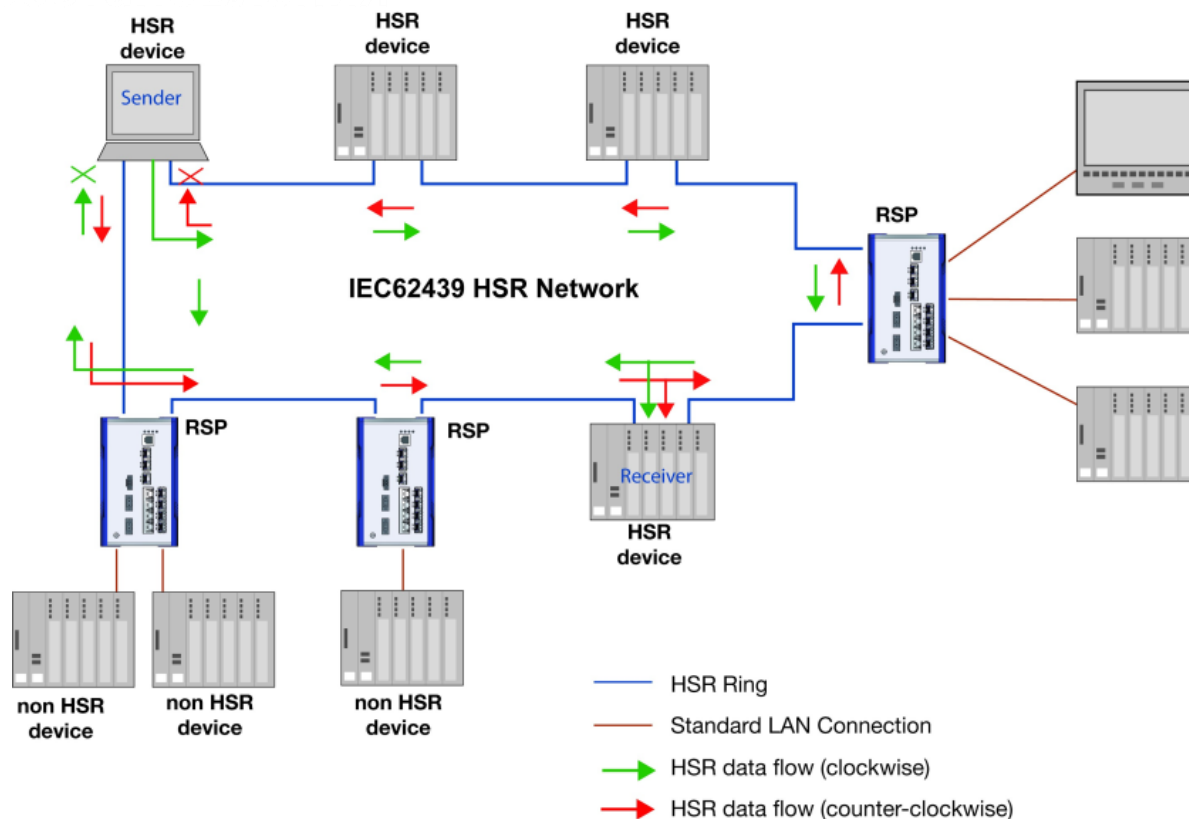 HSR
device
HSR
device
HSR
device
Sender
RSP
IEC62439 HSR Network
RSP
RSP
Receiver
HSR
device
non HSR
device
non HSR
device
non HSR
device
HSR Ring
Standard LAN Connection
HSR data flow (clockwise)
HSR data flow (counter-clockwise)